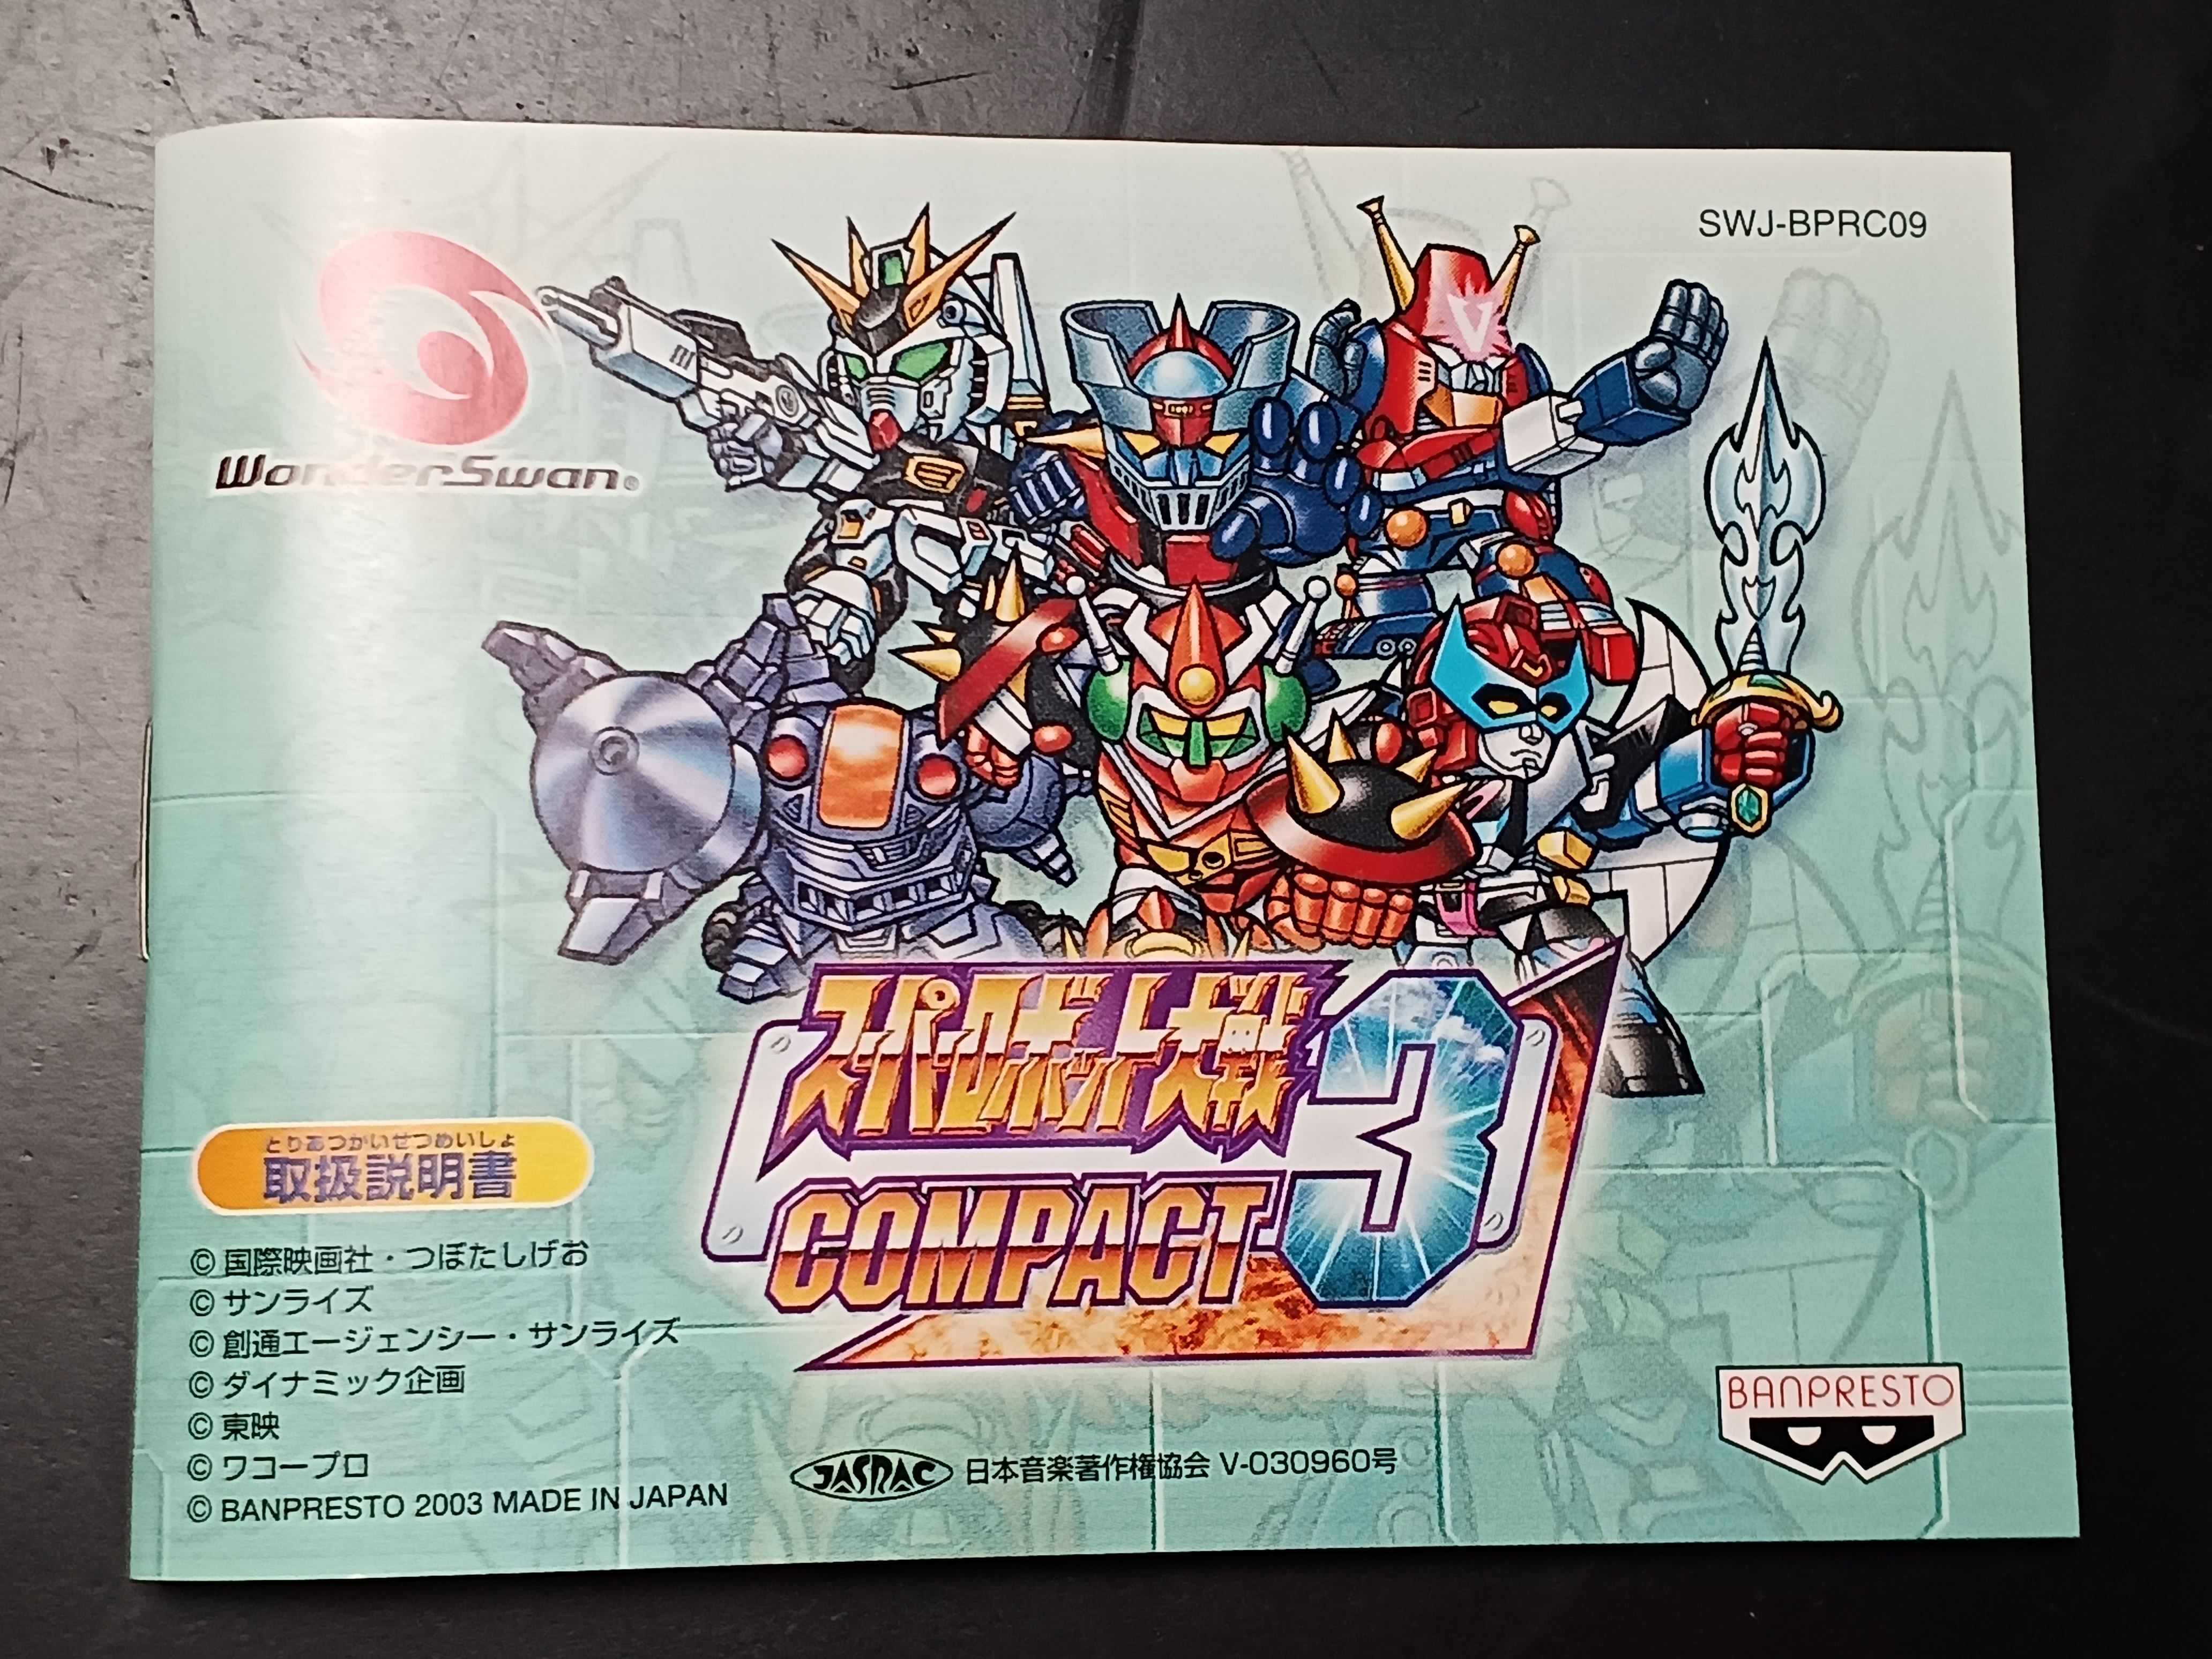 SWJ-BPRC09
WonderSwan®
V
スーパーロボット大戦
COMPACT 3
とりあつかいせつめいしょ
取扱説明書
© 国際映画社・つぼたしげお
© サンライズ
© 創通エージェンシー・サンライズ
© ダイナミック企画
© 東映
© ワコープロ
© BANPRESTO 2003 MADE IN JAPAN
JASRAC 日本音楽著作権協会 V-030960号
BANPRESTO